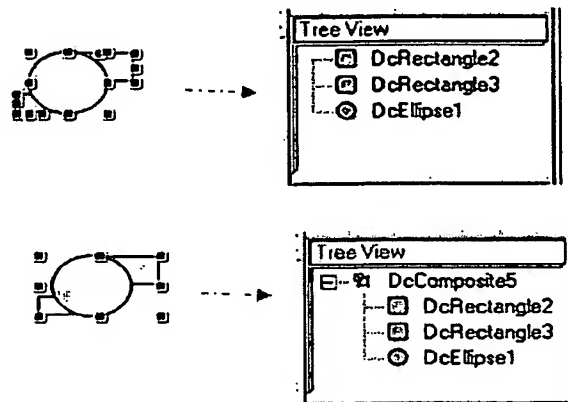 Tree View
DcRectangle2
DcRectangle3
DcEllipse1
Tree View
DcComposite5
DcRectangle2
DcRectangle3
DcEllipse1